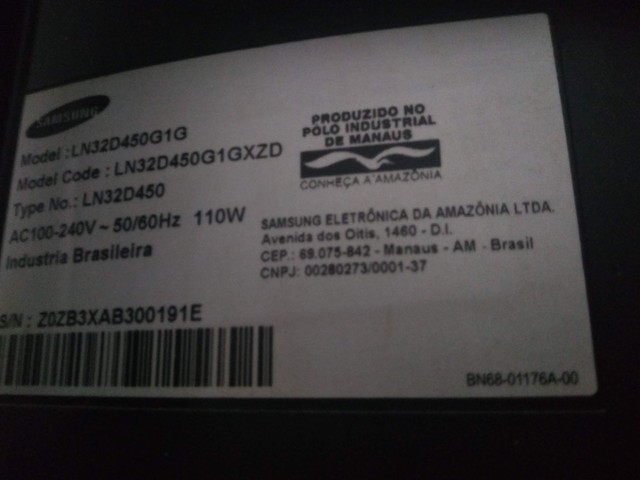 SAMSUNG
Model :LN32D450G1G
Model Code : LN32D450G1GXZD
Type No.: LN32D450
AC100-240V~ 50/60Hz 110W
Industria Brasileira
PRODUZIDO NO
PÓLO INDUSTRIAL
DE MANAUS
CONHEÇA A AMAZÔNIA
SAMSUNG ELETRÔNICA DA AMAZÔNIA LTDA.
Avenida dos Oitis, 1460 - D.I.
CEP.: 69.075-842 - Manaus - AM - Brasil
CNPJ: 00280273/0001-37
S/N : Z0ZB3XAB300191E
BN68-01176A-00